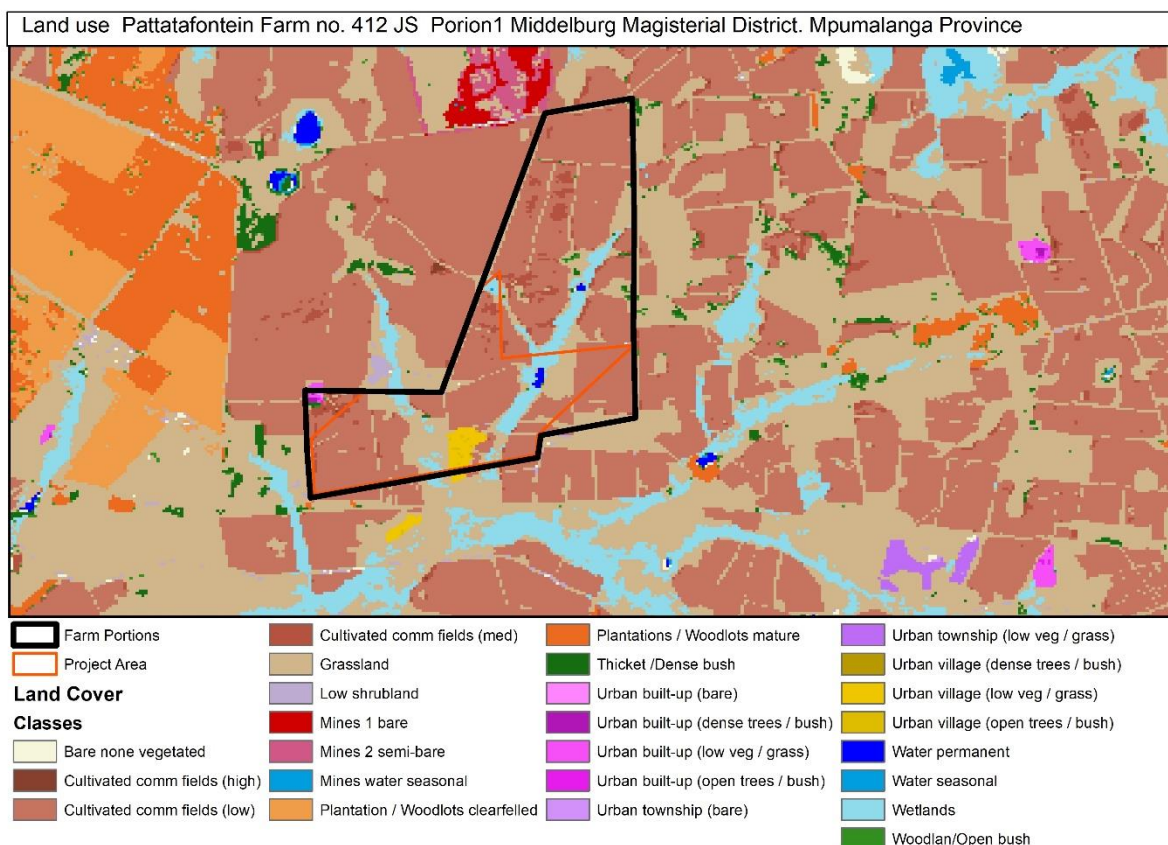 Land use Pattatafontein Farm no. 412 JS Porion1 Middelburg Magisterial District. Mpumalanga Province
Farm Portions
Project Area
Land Cover
Classes
Bare none vegetated
Cultivated comm fields (high)
Cultivated comm fields (low)
Cultivated comm fields (med)
Grassland
Low shrubland
Mines 1 bare
Mines 2 semi-bare
Mines water seasonal
Plantation / Woodlots clearfelled
Plantations / Woodlots mature
Thicket /Dense bush
Urban built-up (bare)
Urban built-up (dense trees / bush)
Urban built-up (low veg / grass)
Urban built-up (open trees / bush)
Urban township (bare)
Urban township (low veg / grass)
Urban village (dense trees / bush)
Urban village (low veg / grass)
Urban village (open trees / bush)
Water permanent
Water seasonal
Wetlands
Woodlan/Open bush